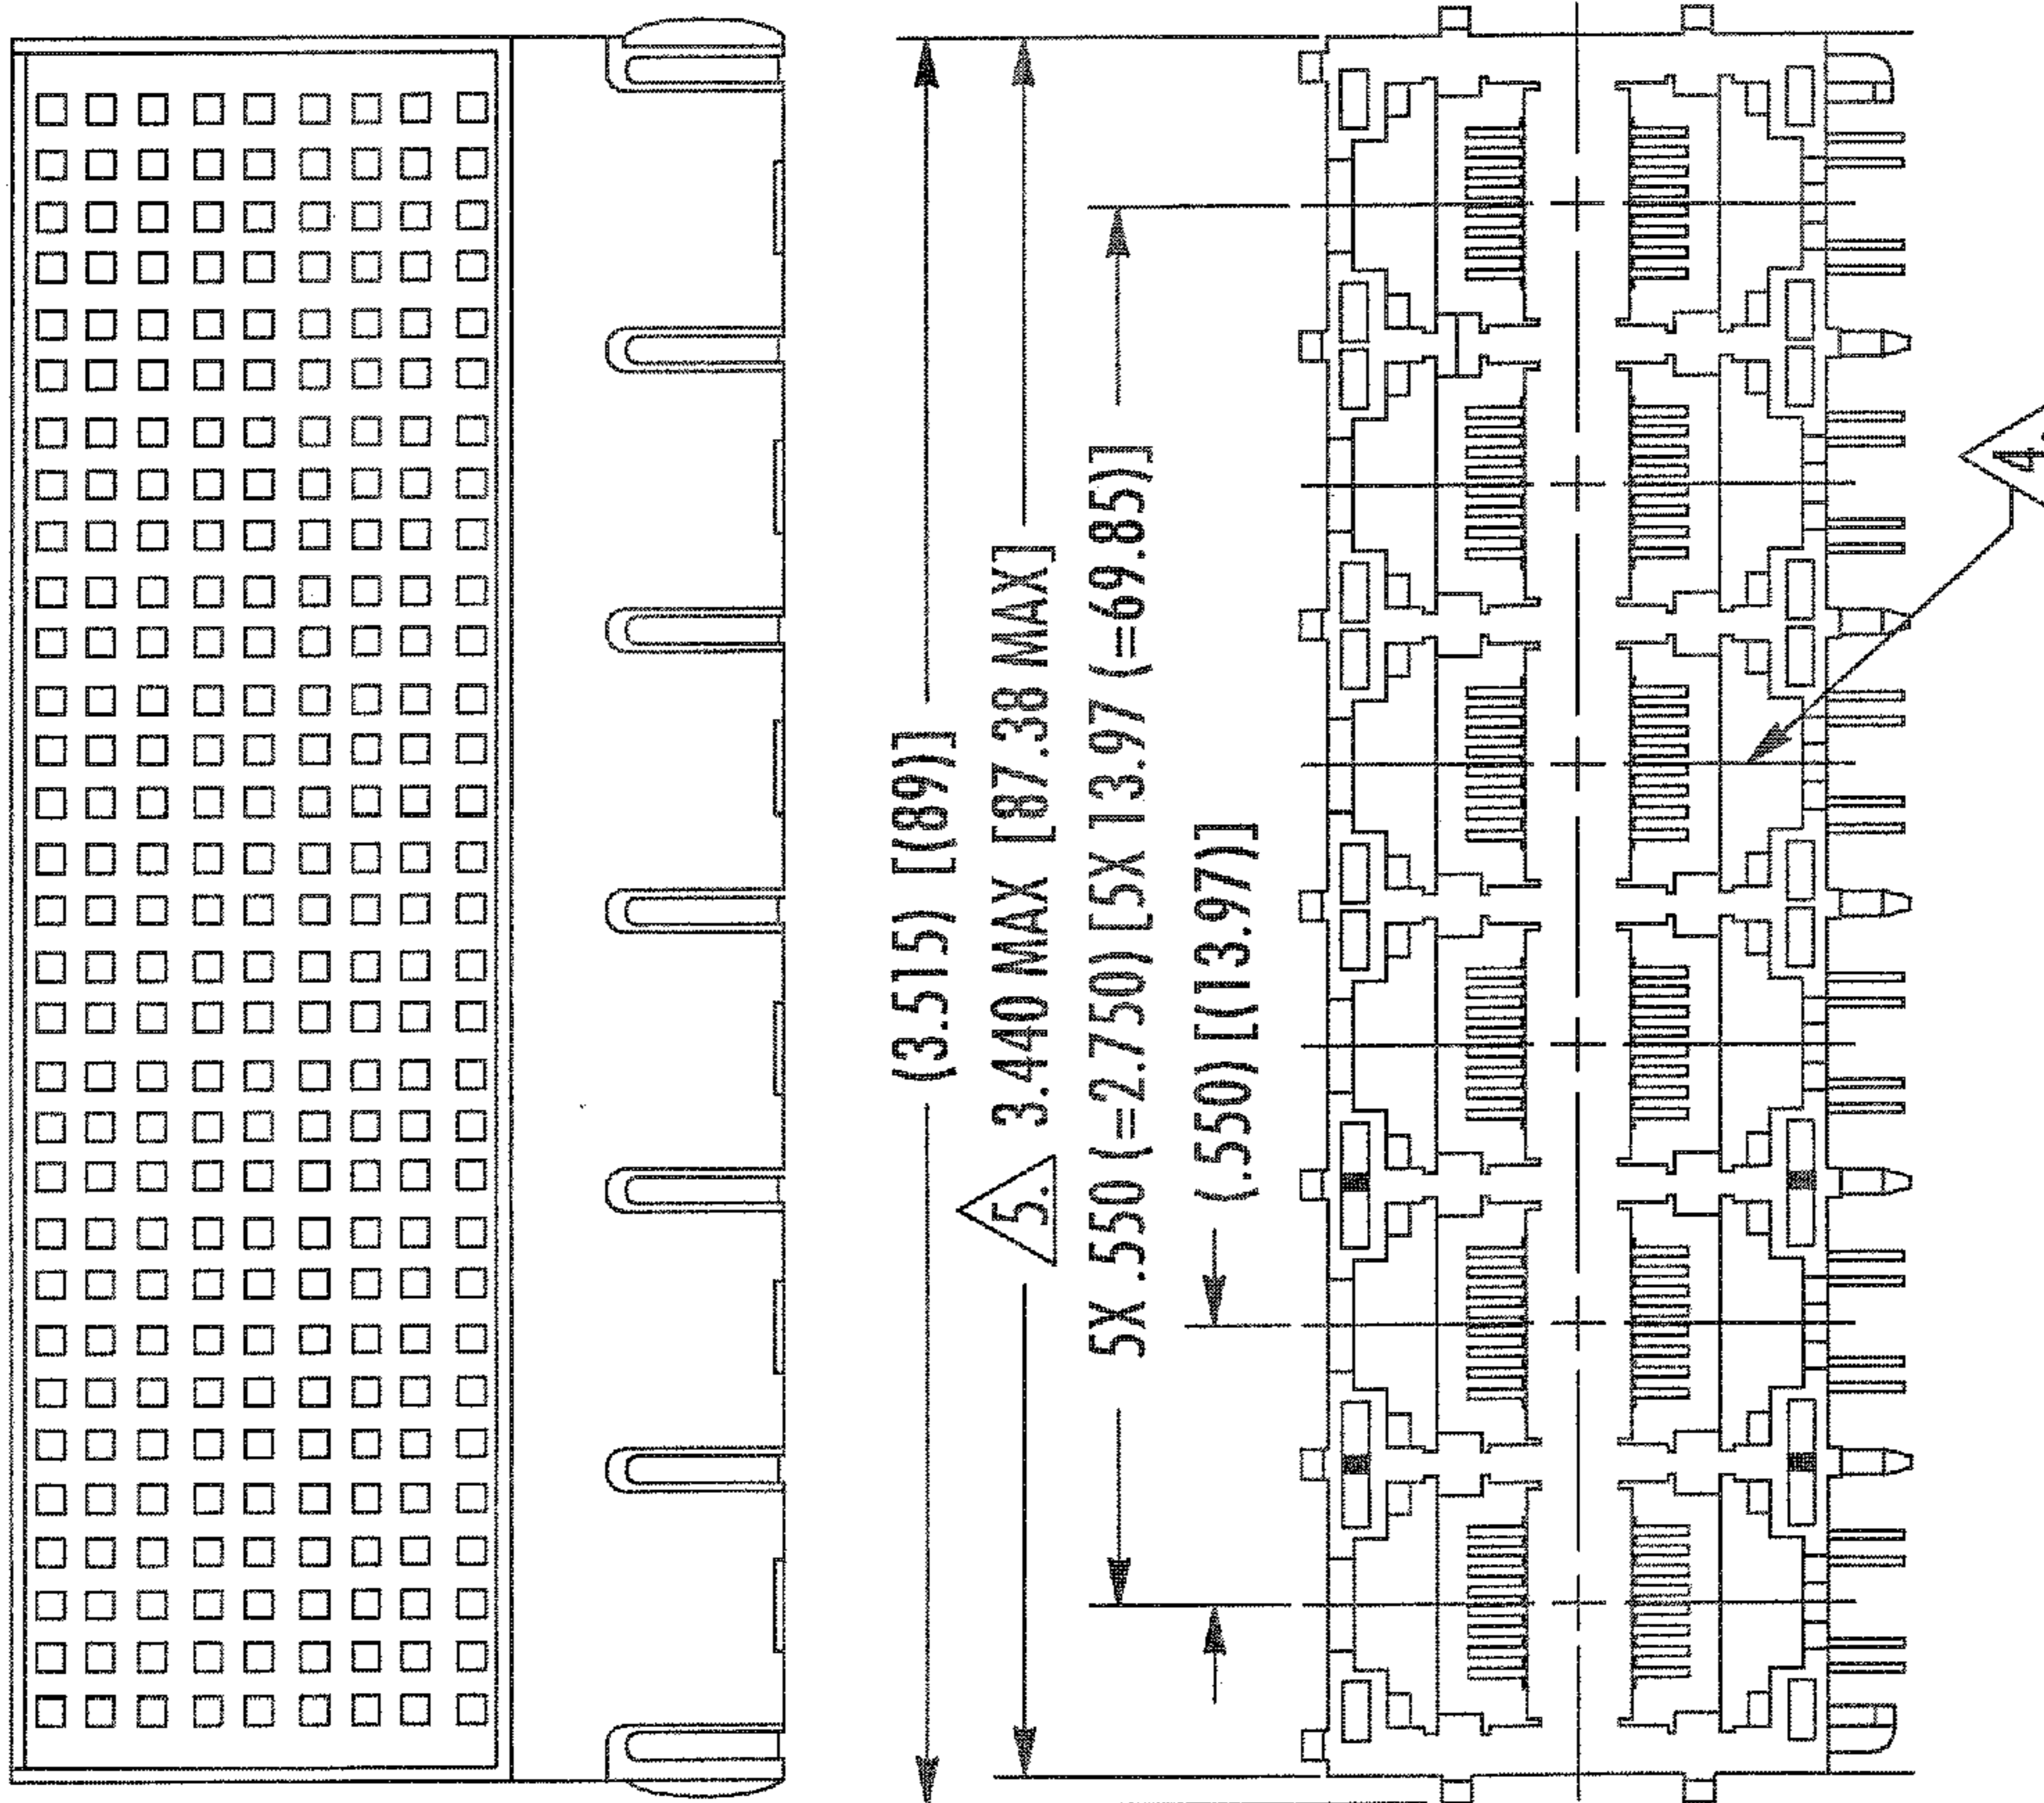 (3.515) [(89)]
5. 3.440 MAX [87.38 MAX]
5X .550 (=2.750) [5X 13.97 (=69.85)]
(.550) [(13.97)]
4.